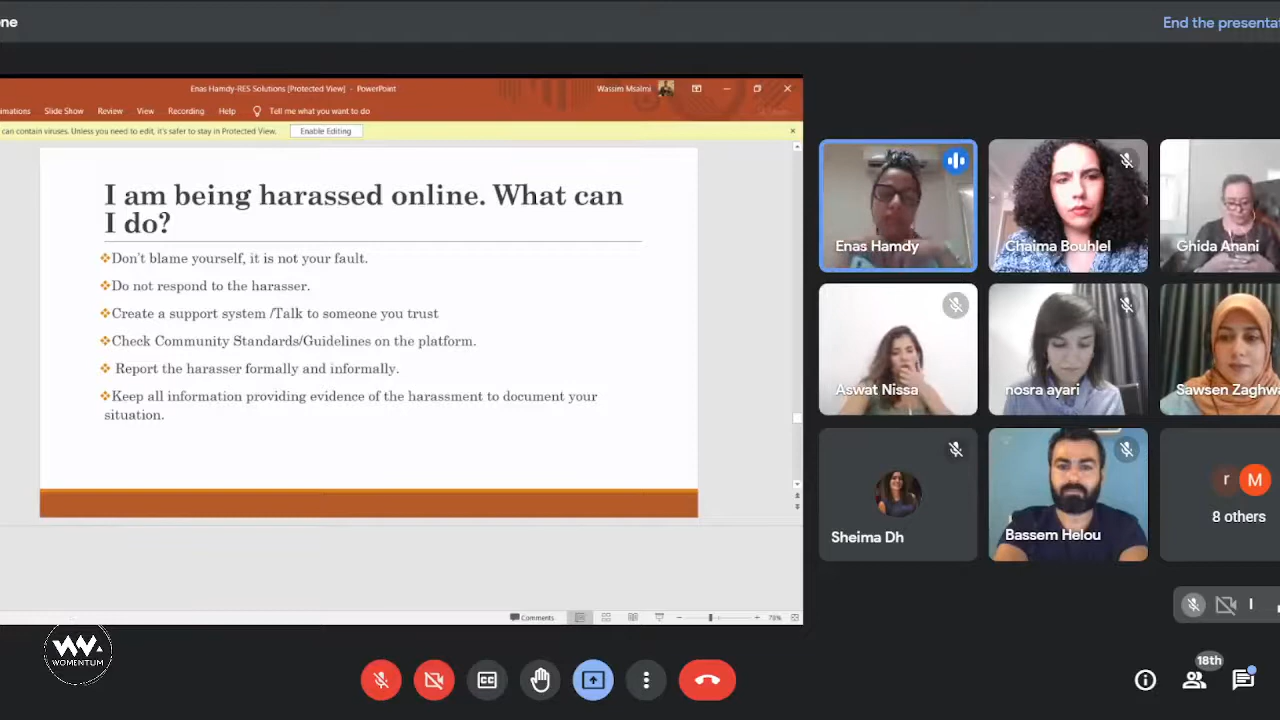 ne
End the presentat
Enas Hamdy-RES Solutions [Protected View] - PowerPoint
Wassim Msalmi
Slide Show Review View Recording Help Tell me what you want to do
can contain viruses. Unless you need to edit, it's safer to stay in Protected View.
Enable Editing
I am being harassed online. What can
I do?
❖Don't blame yourself, it is not your fault.
❖Do not respond to the harasser.
❖Create a support system /Talk to someone you trust
❖Check Community Standards/Guidelines on the platform.
❖ Report the harasser formally and informally.
❖Keep all information providing evidence of the harassment to document your
situation.
Comments
78%
Enas Hamdy
Chaima Bouhlel
Ghida Anani
Aswat Nissa
nosra ayari
Sawsen Zaghwa
Sheima Dh
Bassem Helou
r M
8 others
WOMENTUM
CC
18th